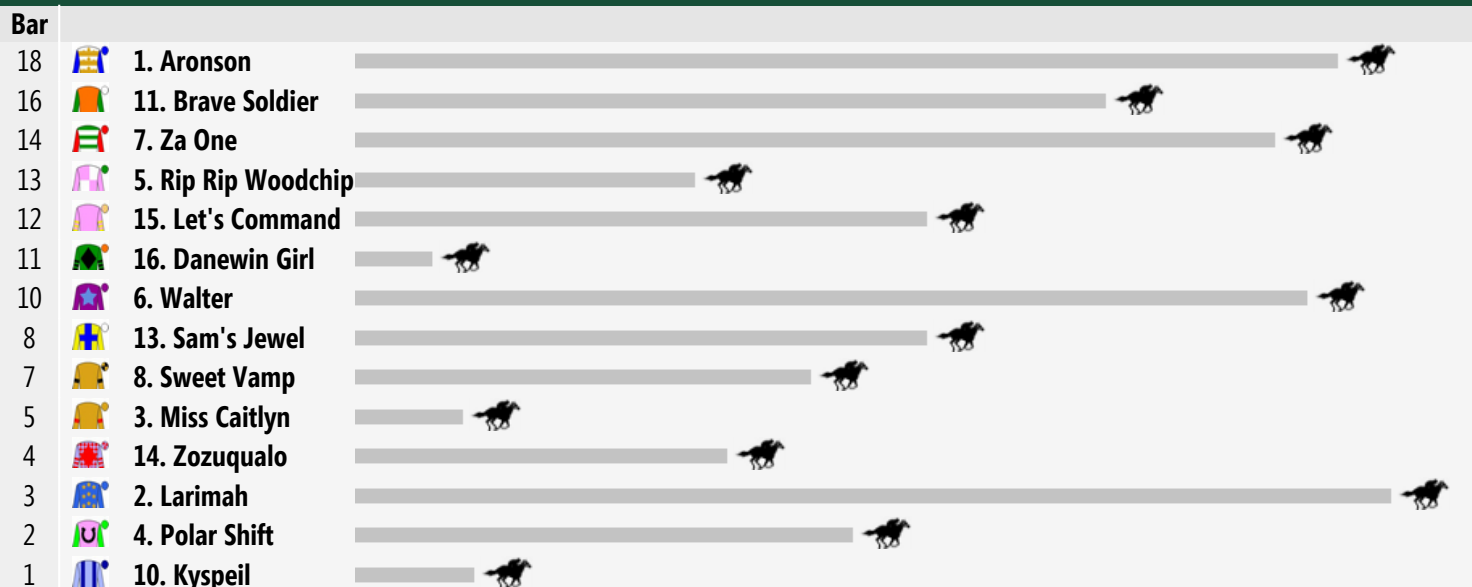 Bar
18 1. Aronson
16 11. Brave Soldier
14 7. Za One
13 5. Rip Rip Woodchip
12 15. Let's Command
11 16. Danewin Girl
10 6. Walter
8 13. Sam's Jewel
7 8. Sweet Vamp
5 3. Miss Caitlyn
4 14. Zozuqualo
3 2. Larimah
2 4. Polar Shift
1 10. Kyspeil